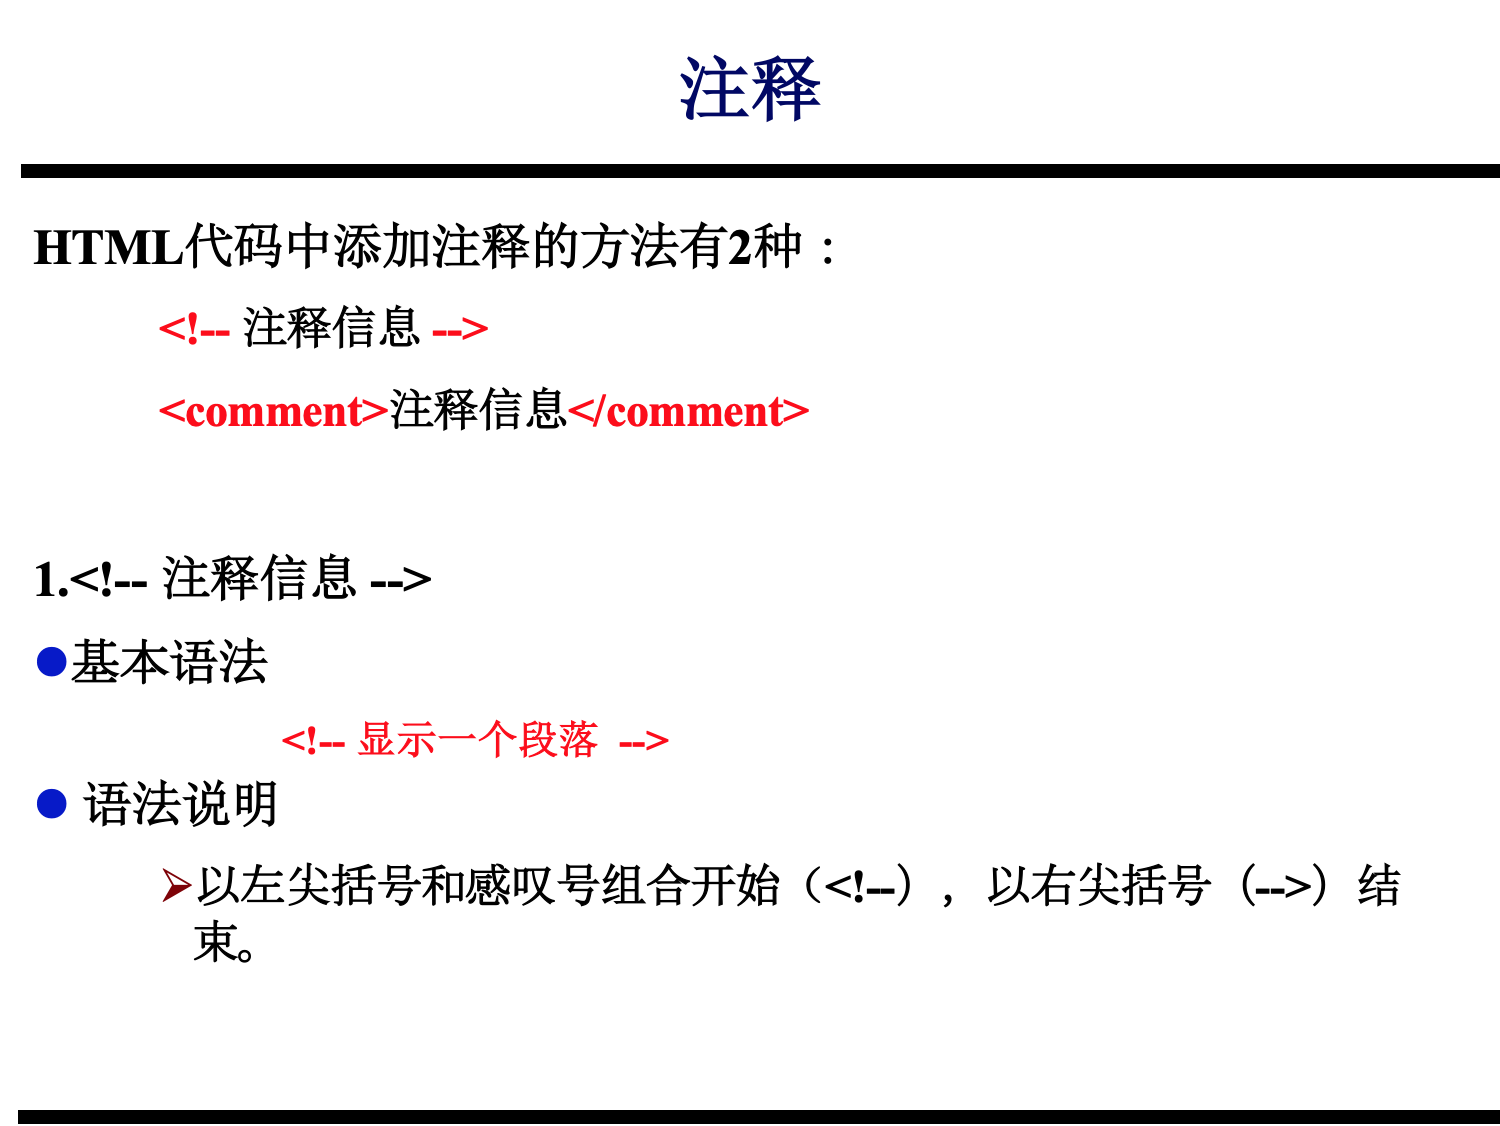 注释
HTML代码中添加注释的方法有2种：
<!-- 注释信息 -->
<comment>注释信息</comment>
1.<!-- 注释信息 -->
●基本语法
<!-- 显示一个段落  -->
● 语法说明
➢以左尖括号和感叹号组合开始（<!--），以右尖括号（-->）结
束。